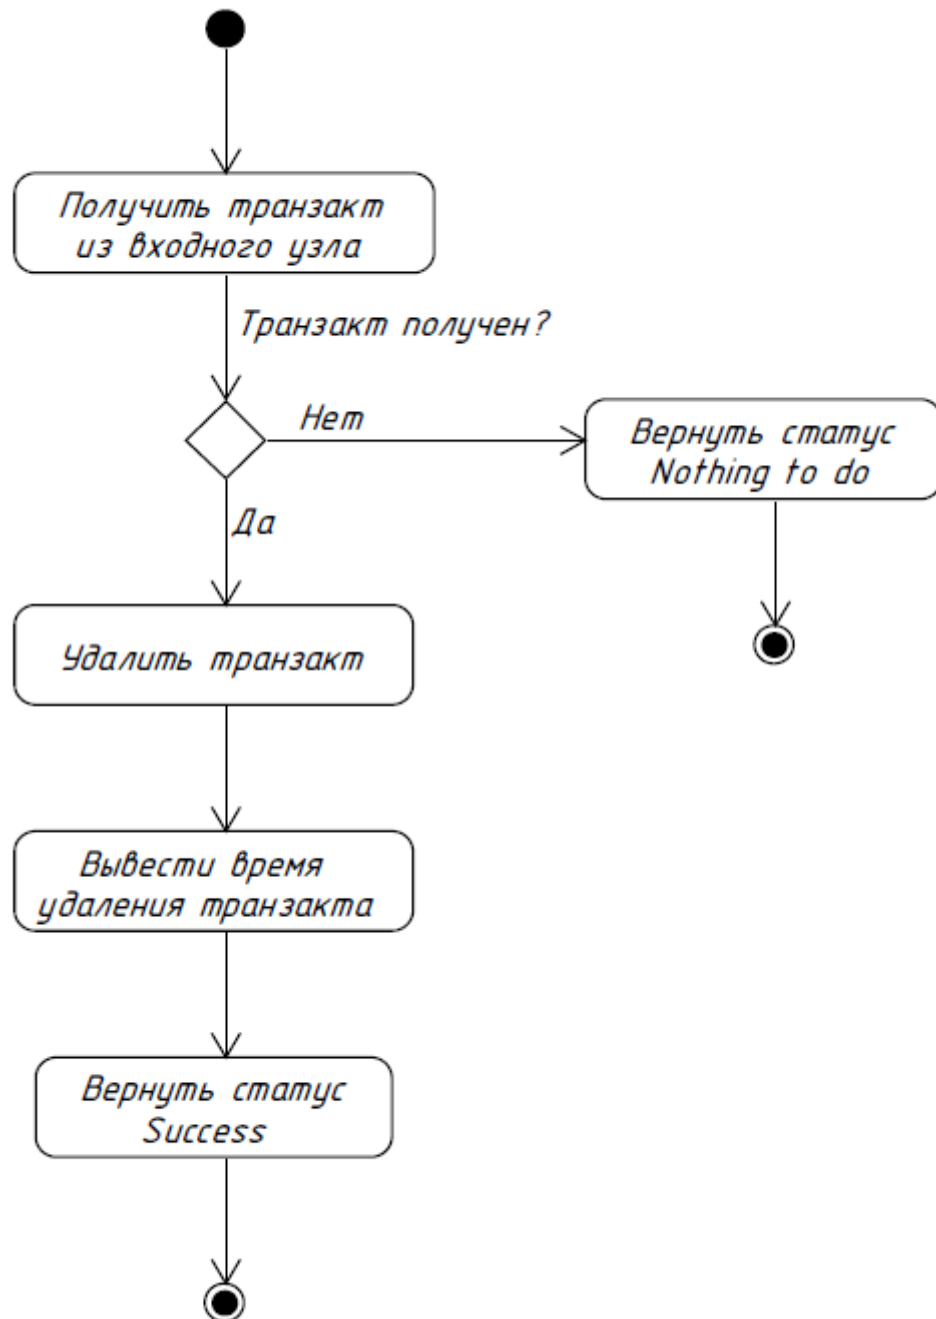 Получить транзакт
из входного узла
Транзакт получен?
Нет
Вернуть статус
Nothing to do
Да
Удалить транзакт
Вывести время
удаления транзакта
Вернуть статус
Success